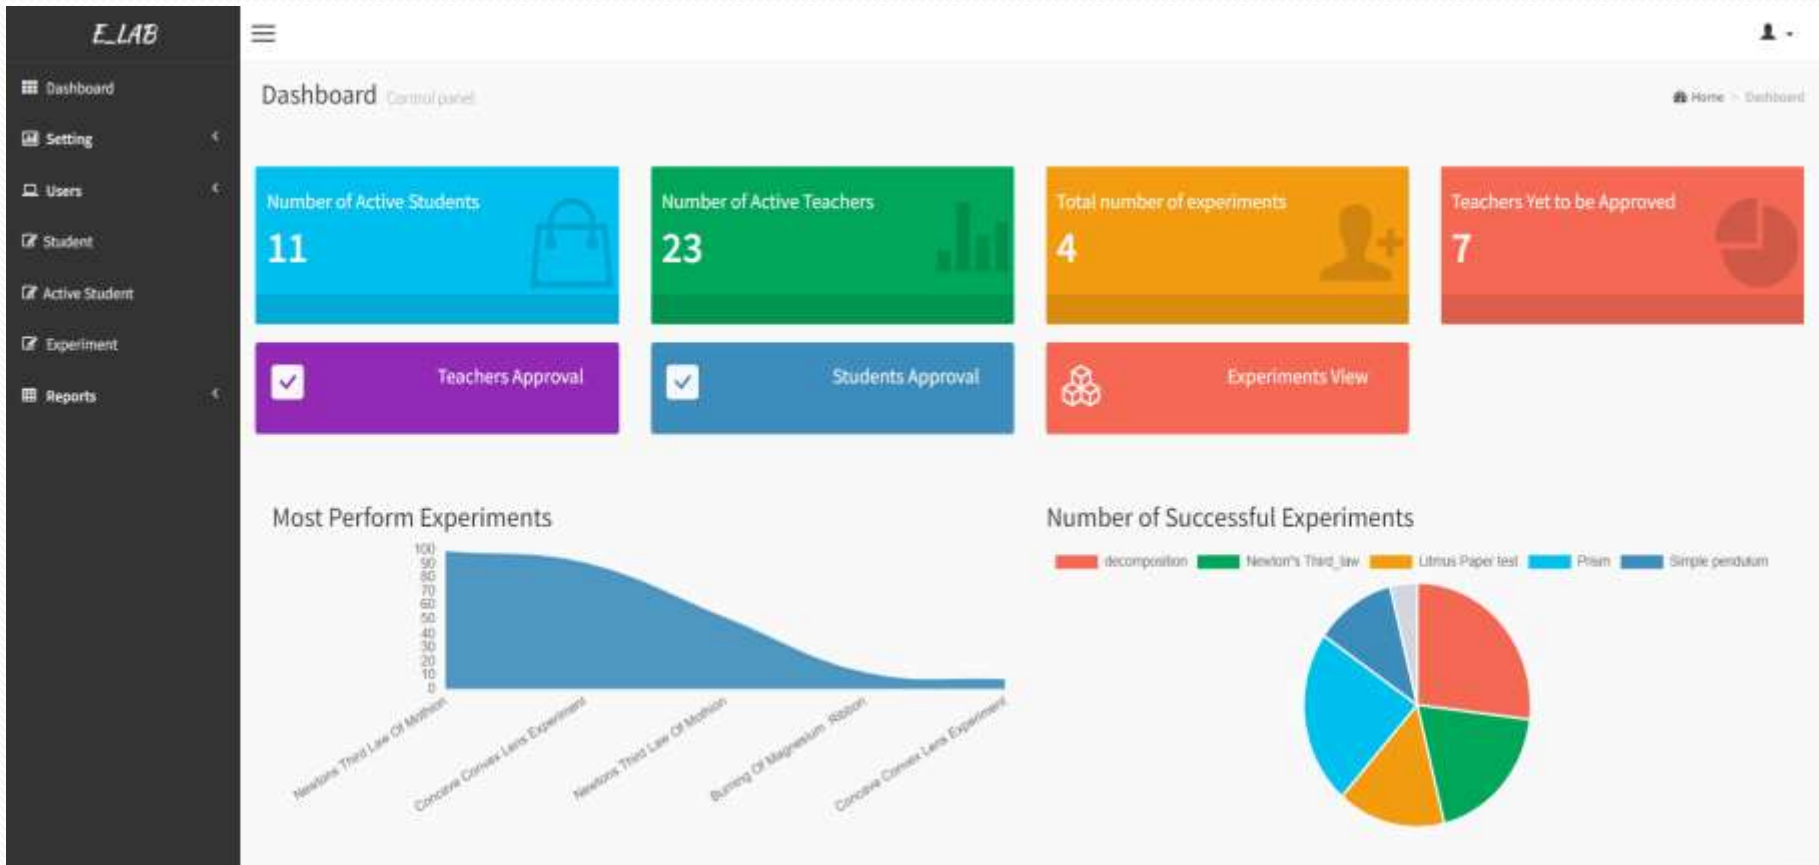 E_LAB
Dashboard
Setting
Users
Student
Active Student
Experiment
Reports
Dashboard Control panel
Home > Dashboard
Number of Active Students
11
Number of Active Teachers
23
Total number of experiments
4
Teachers Yet to be Approved
7
Teachers Approval
Students Approval
Experiments View
Most Perform Experiments
100
90
80
70
60
50
40
30
20
10
0
Newtons Third Law Of Mothion
Concave Convex Lens Experiment
Newtons Third Law Of Mothion
Burning Of Magnesium Ribbon
Concave Convex Lens Experiment
Number of Successful Experiments
decomposition Newton's Third_law Litmus Paper test Prism Simple pendulum